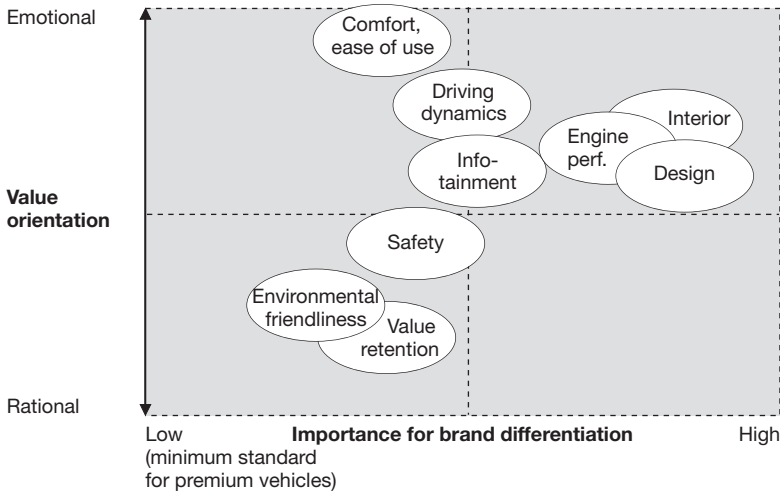 Emotional
Comfort,
ease of use
Driving
dynamics
Interior
Engine
perf.
Info-
tainment
Design
Value
orientation
Safety
Environmental
friendliness
Value
retention
Rational
Low
(minimum standard
for premium vehicles)
Importance for brand differentiation
High